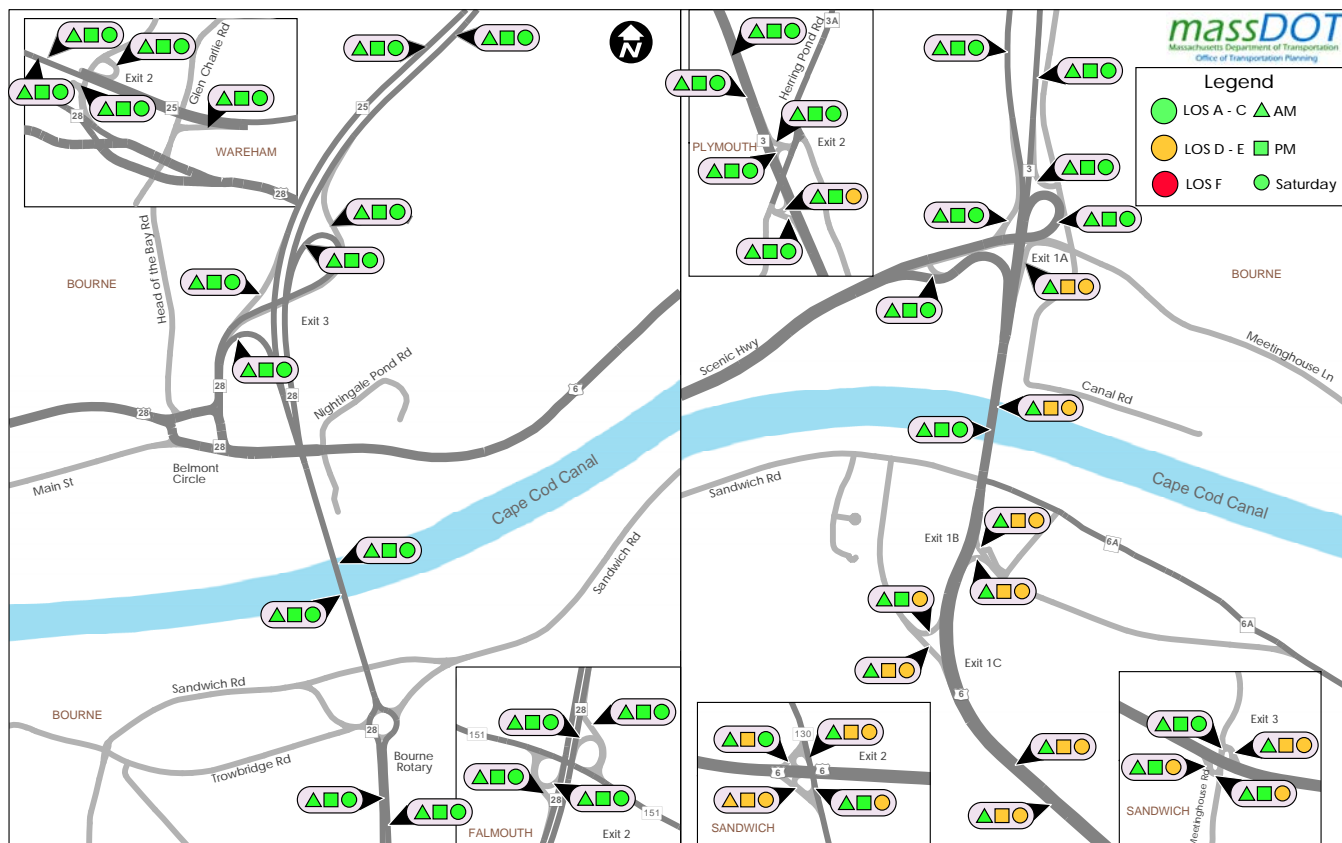 Glen Charlie Rd
Exit 2
25
28
WAREHAM
28
N
25
Head of the Bay Rd
BOURNE
Exit 3
28
28
Nightingale Pond Rd
6
28
28
Belmont
Circle
Main St
Cape Cod Canal
Sandwich Rd
Sandwich Rd
BOURNE
28
Trowbridge Rd
Bourne
Rotary
28
151
28
151
FALMOUTH
Exit 2
3A
Herring Pond Rd
3
PLYMOUTH
Exit 2
massDOT
Massachusetts Department of Transportation
Office of Transportation Planning
Legend
LOS A - C AM
LOS D - E PM
LOS F Saturday
3
Exit 1A
BOURNE
Scenic Hwy
Meetinghouse Ln
Canal Rd
Sandwich Rd
Cape Cod Canal
Exit 1B
6A
6A
Exit 1C
6
130
Exit 2
6
6
SANDWICH
Exit 3
Meetinghouse Rd
SANDWICH